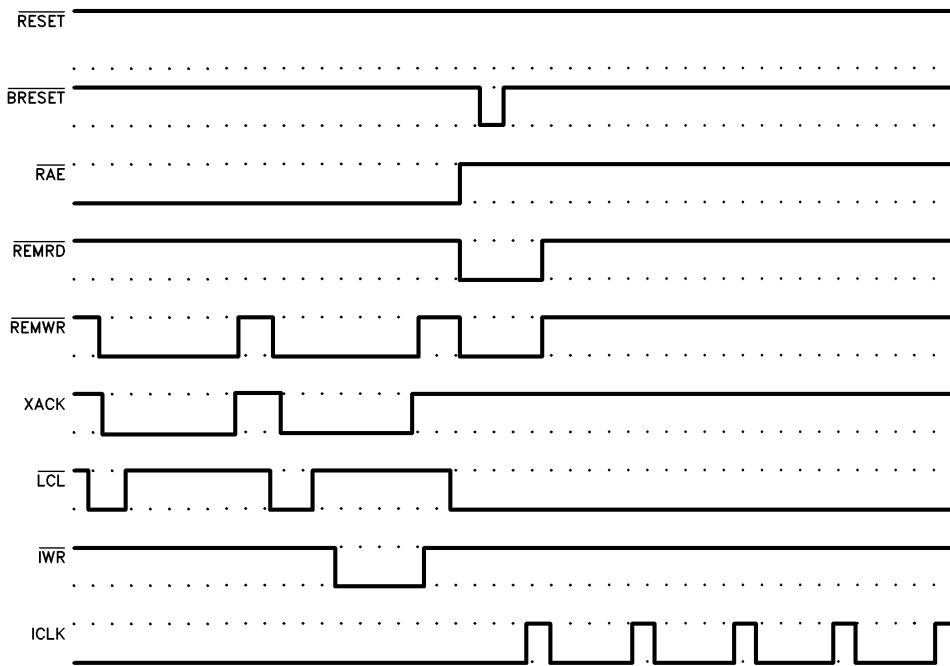 RESET
BRESET
RAE
REMRD
REMWR
XACK
LCL
IWR
ICLK